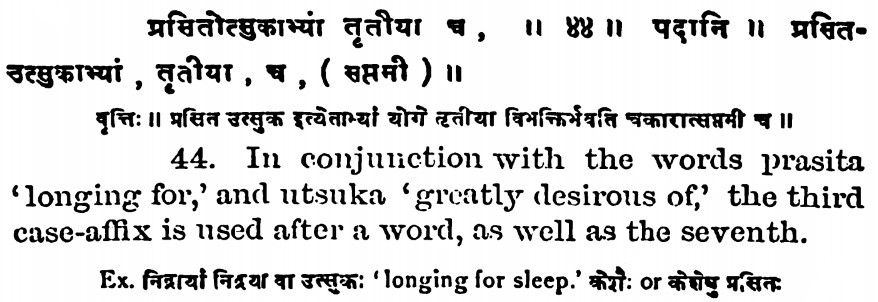 प्रसितोत्सुकाभ्यां तृतीया च , ॥ ४४ ॥ पदानि ॥ प्रसित-
उत्सुकाभ्यां , तृतीया , च , ( सप्तमी ) ॥
वृत्तिः ॥ प्रसित उत्सुक इत्येताभ्यां योगे तृतीया विभक्तिर्भवति चकारात्सप्तमी च ॥
44. In conjunction with the words prasita
'longing for,' and utsuka 'greatly desirous of,' the third
case-affix is used after a word, as well as the seventh.
Ex. निद्रायां निद्रया वा उत्सुकः 'longing for sleep.' केशैः or केशेषु प्रसितः